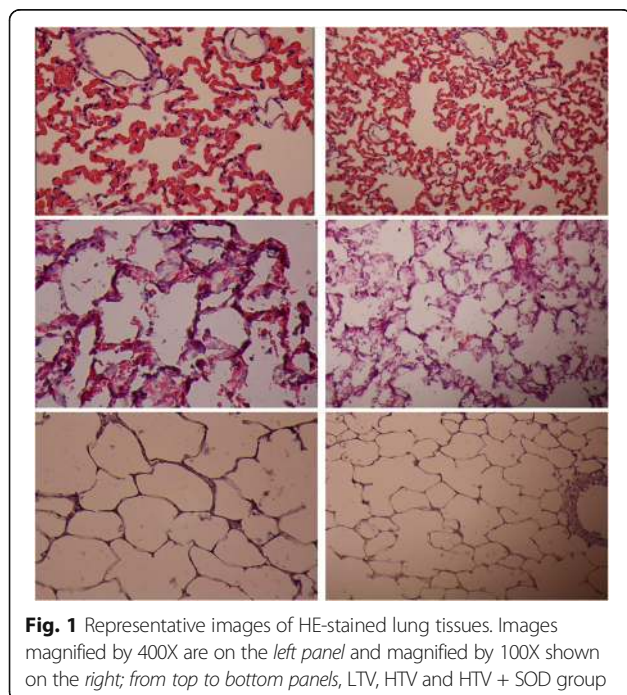 Fig. 1 Representative images of HE-stained lung tissues. Images
magnified by 400X are on the left panel and magnified by 100X shown
on the right; from top to bottom panels, LTV, HTV and HTV + SOD group